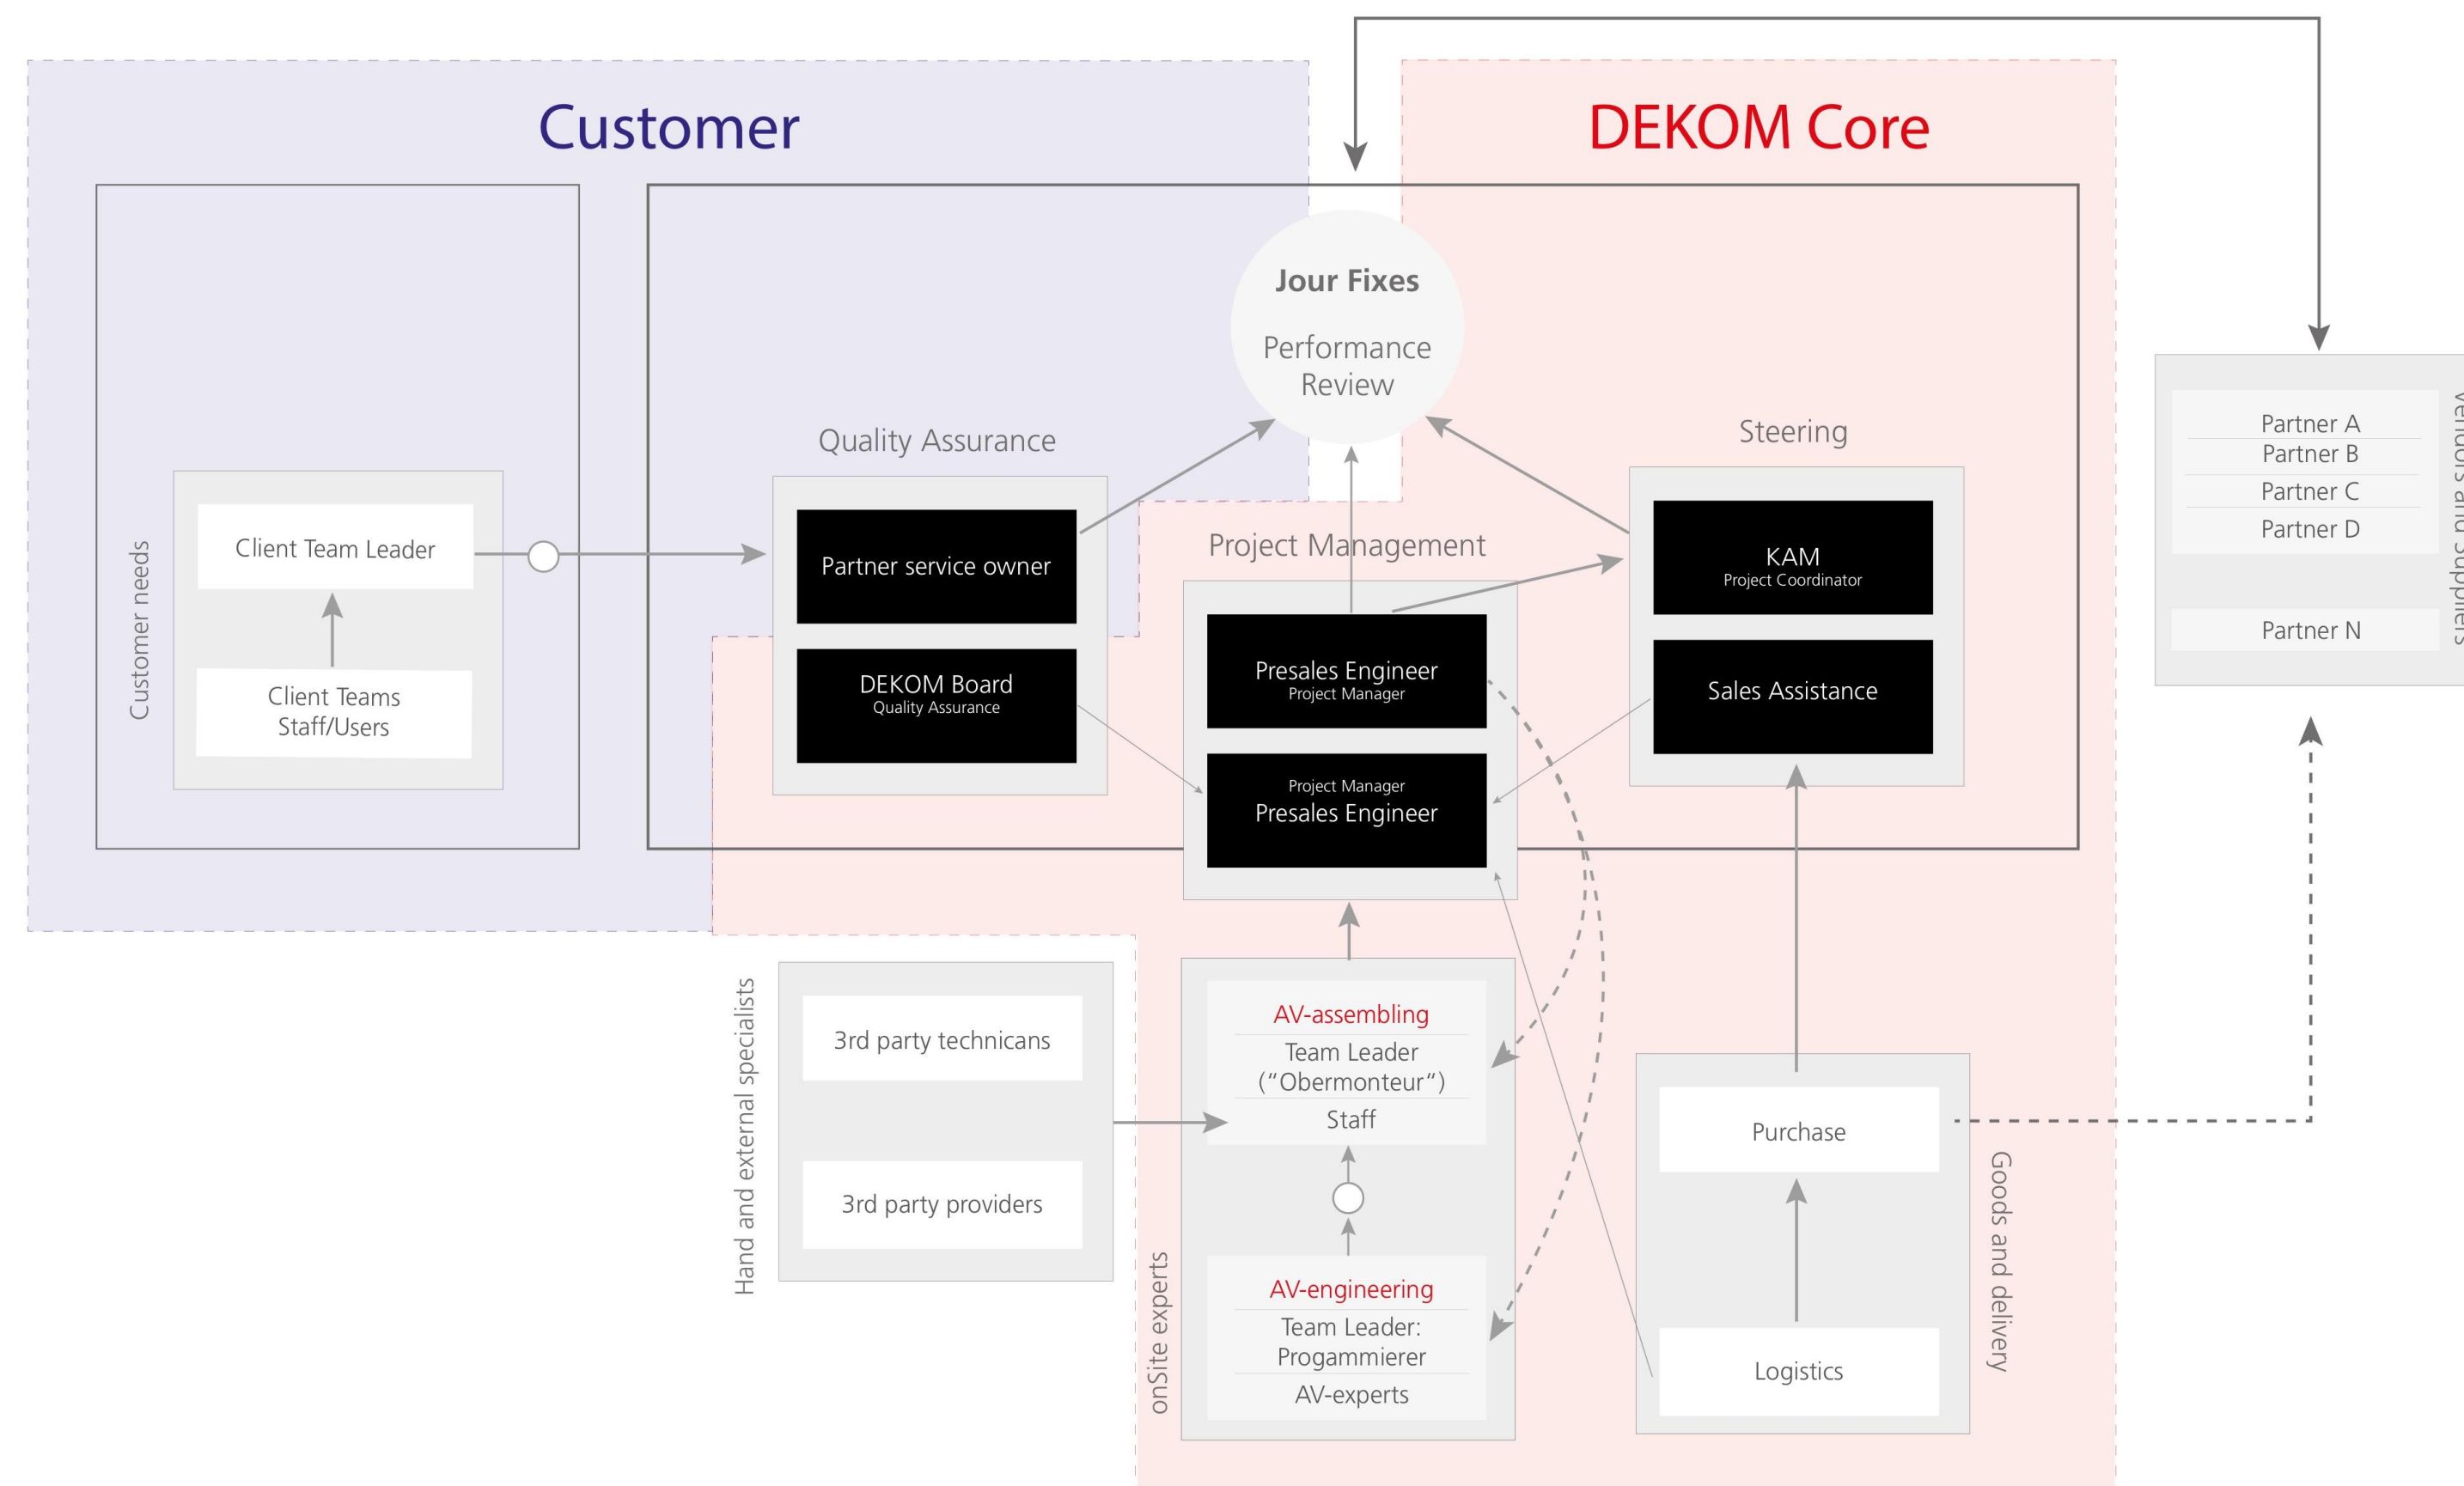 Customer
DEKOM Core
Jour Fixes
Performance
Review
Customer needs
Client Team Leader
Client Teams
Staff/Users
Quality Assurance
Partner service owner
DEKOM Board
Quality Assurance
Project Management
Presales Engineer
Project Manager
Project Manager
Presales Engineer
Steering
KAM
Project Coordinator
Sales Assistance
Partner A
Partner B
Partner C
Partner D
Partner N
Vendors and Suppliers
Hand and external specialists
3rd party technicans
3rd party providers
onSite experts
AV-assembling
Team Leader
(“Obermonteur“)
Staff
AV-engineering
Team Leader:
Progammierer
AV-experts
Purchase
Logistics
Goods and delivery